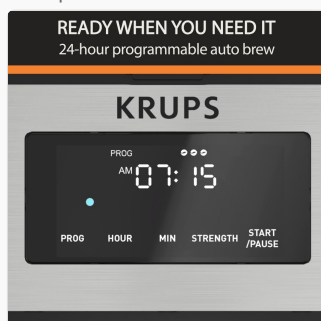 READY WHEN YOU NEED IT
24-hour programmable auto brew
KRUPS
PROG
AM 07:15
PROG HOUR MIN STRENGTH START /PAUSE